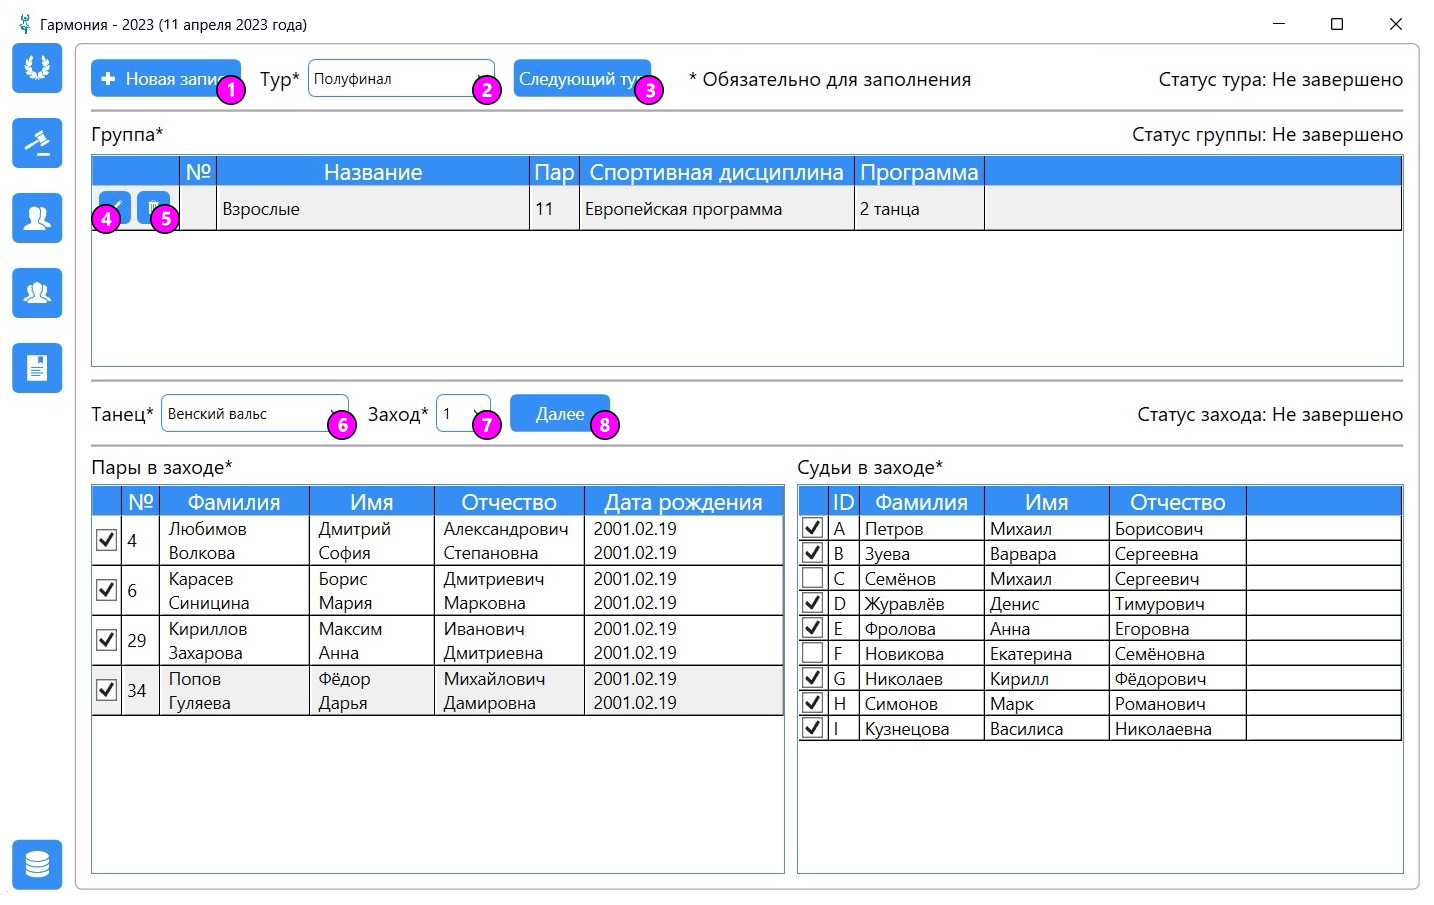 Гармония - 2023 (11 апреля 2023 года)
Новая запис 1 Тур* Полуфинал 2 Следующий ту 3 * Обязательно для заполнения Статус тура: Не завершено
Группа* Статус группы: Не завершено
№ Название Пар Спортивная дисциплина Программа
4 5 Взрослые 11 Европейская программа 2 танца
Танец* Венский вальс 6 Заход* 1 7 Далее 8 Статус захода: Не завершено
Пары в заходе*
№ Фамилия Имя Отчество Дата рождения
4
Любимов Дмитрий Александрович 2001.02.19
Волкова София Степановна 2001.02.19
6
Карасев Борис Дмитриевич 2001.02.19
Синицина Мария Марковна 2001.02.19
29
Кириллов Максим Иванович 2001.02.19
Захарова Анна Дмитриевна 2001.02.19
34
Попов Фёдор Михайлович 2001.02.19
Гуляева Дарья Дамировна 2001.02.19
Судьи в заходе*
ID Фамилия Имя Отчество
A Петров Михаил Борисович
B Зуева Варвара Сергеевна
C Семёнов Михаил Сергеевич
D Журавлёв Денис Тимурович
E Фролова Анна Егоровна
F Новикова Екатерина Семёновна
G Николаев Кирилл Фёдорович
H Симонов Марк Романович
I Кузнецова Василиса Николаевна